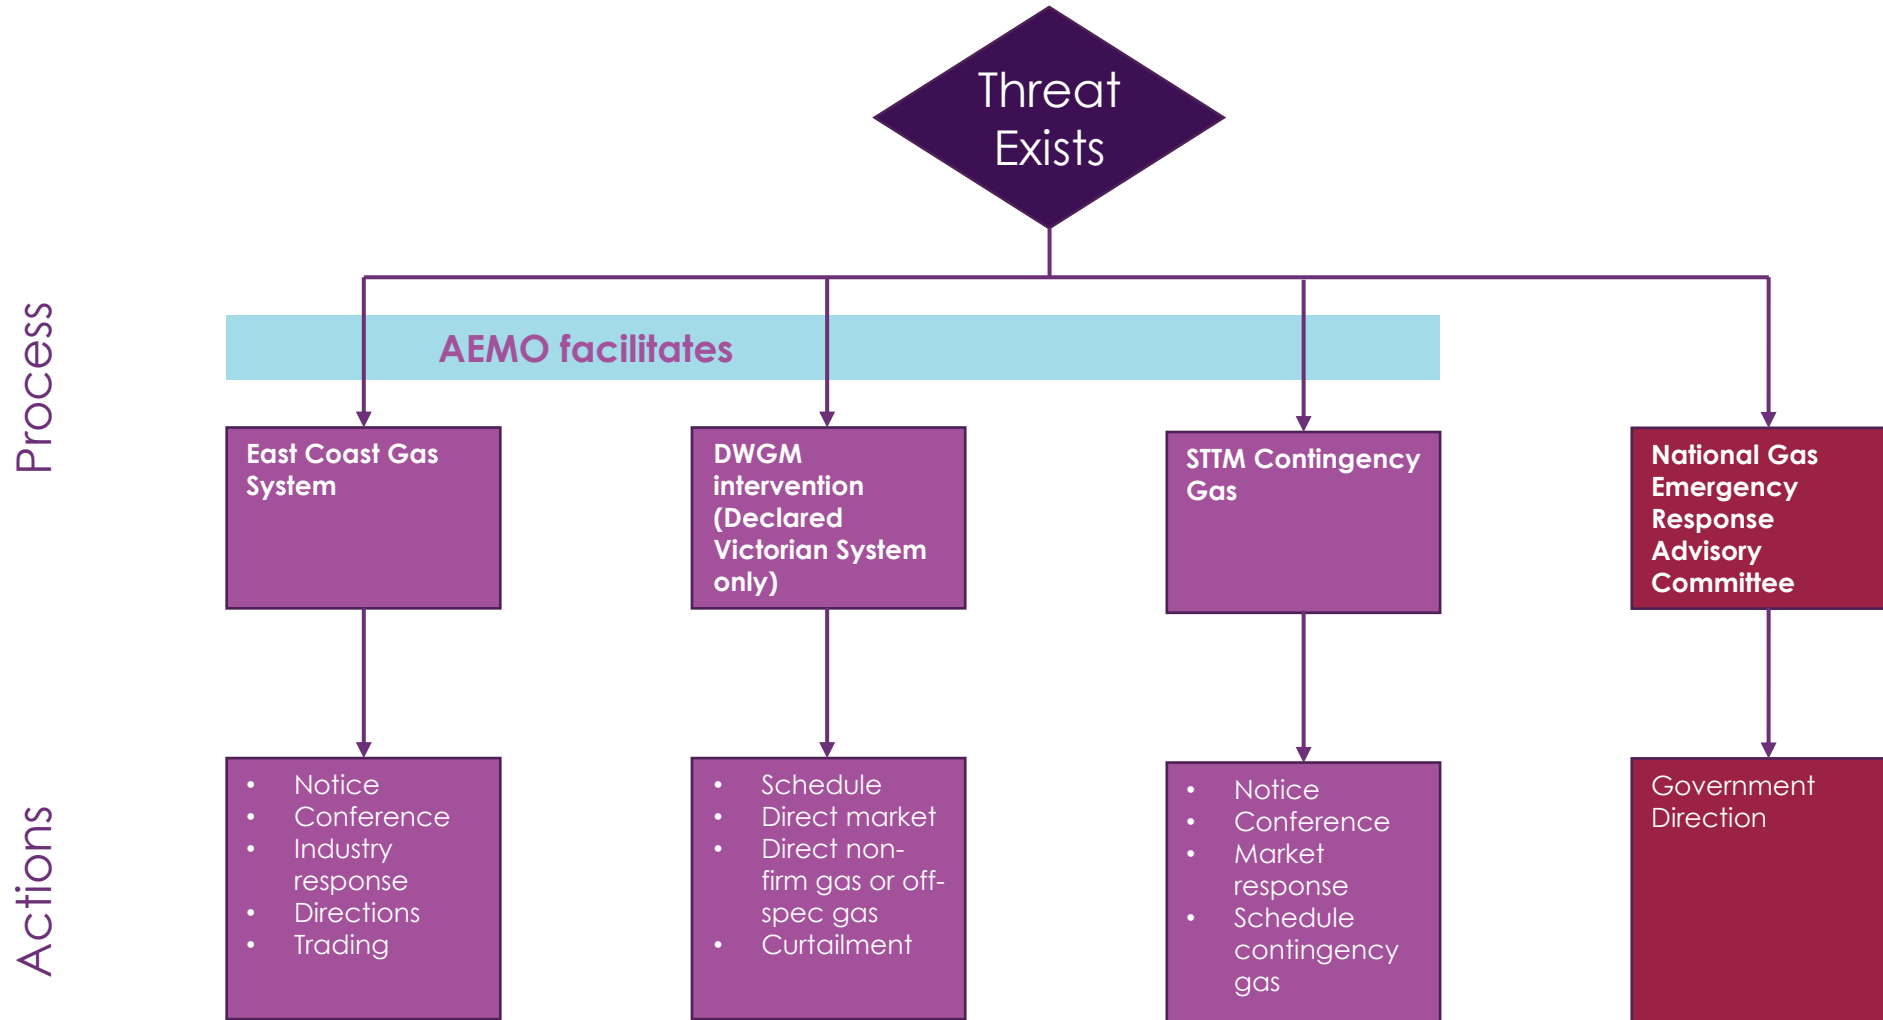 Threat
Exists
Process
AEMO facilitates
East Coast Gas
System
DWGM
intervention
(Declared
Victorian System
only)
STTM Contingency
Gas
National Gas
Emergency
Response
Advisory
Committee
Actions
• Notice
• Conference
• Industry
response
• Directions
• Trading
• Schedule
• Direct market
• Direct non-
firm gas or off-
spec gas
• Curtailment
• Notice
• Conference
• Market
response
• Schedule
contingency
gas
Government
Direction